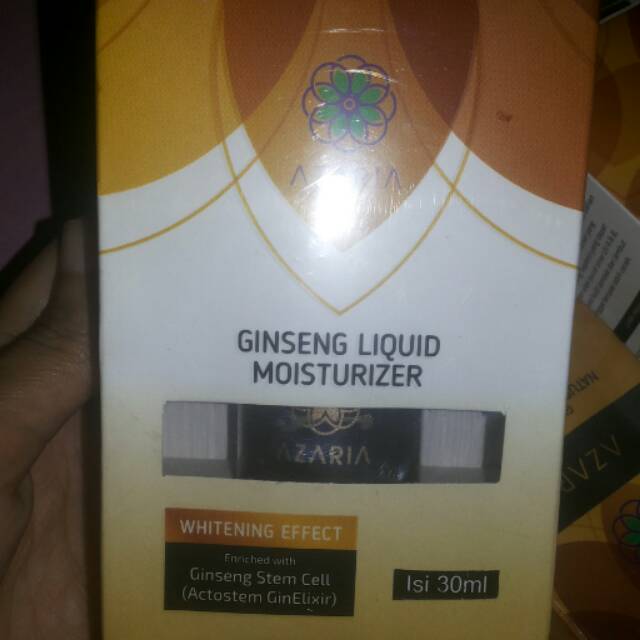 AZARIA
GINSENG LIQUID
MOISTURIZER
AZARIA
WHITENING EFFECT
Enriched with
Ginseng Stem Cell
(Actostem GinElixir)
Isi 30ml